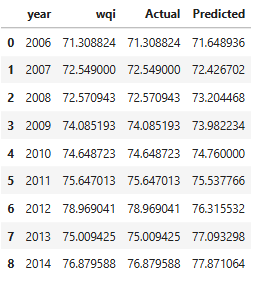 year wqi Actual Predicted
0 2006 71.308824 71.308824 71.648936
1 2007 72.549000 72.549000 72.426702
2 2008 72.570943 72.570943 73.204468
3 2009 74.085193 74.085193 73.982234
4 2010 74.648723 74.648723 74.760000
5 2011 75.647013 75.647013 75.537766
6 2012 78.969041 78.969041 76.315532
7 2013 75.009425 75.009425 77.093298
8 2014 76.879588 76.879588 77.871064